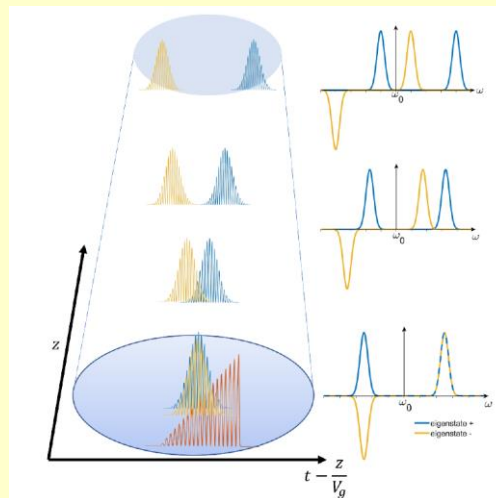 ω
ω₀
ω
ω₀
z
ω
ω₀
eigenstate +
eigenstate -
t - z/V_g